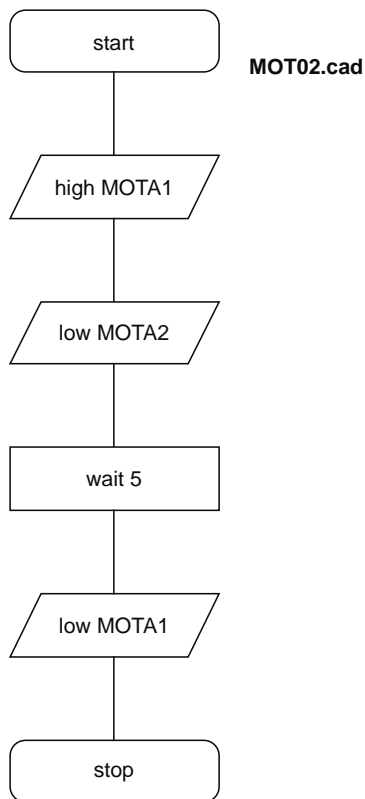 start
MOT02.cad
high MOTA1
low MOTA2
wait 5
low MOTA1
stop